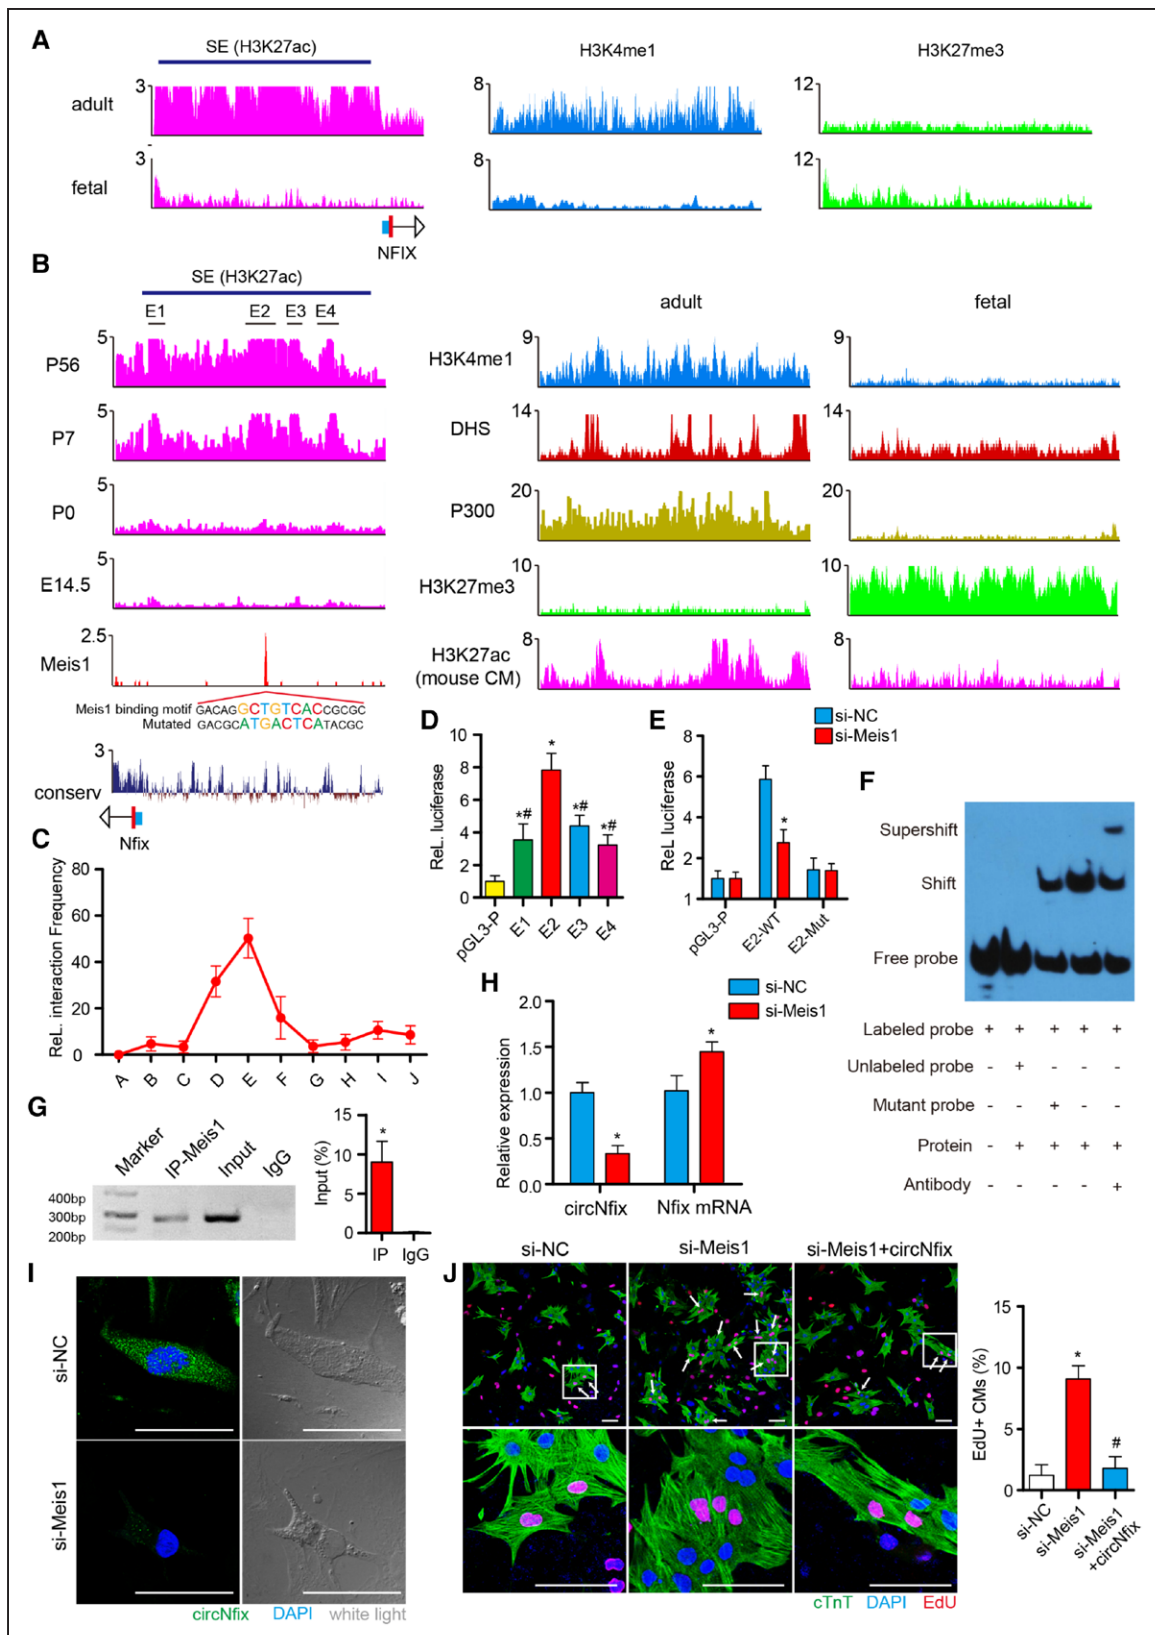 A
SE (H3K27ac)
H3K4me1
H3K27me3
adult
3
8
12
fetal
3
8
12
NFIX
B
SE (H3K27ac)
E1 E2 E3 E4
adult
fetal
P56
5
H3K4me1
9
9
P7
5
DHS
14
14
P0
5
P300
20
20
E14.5
5
H3K27me3
10
10
Meis1
2.5
H3K27ac
(mouse CM)
8
8
Meis1 binding motif GACAGGCTGTCACCGCGC
Mutated GACGCATGACTCATACGC
conserv
3
Nfix
C
ReL. interaction Frequency
80
60
40
20
0
A B C D E F G H I J
D
ReL. luciferase
10
8
6
4
2
0
* *# *# *#
pGL3-P E1 E2 E3 E4
E
si-NC
si-Meis1
ReL luciferase
8
6
4
2
1
*
pGL3-P E2-WT E2-Mut
F
Supershift
Shift
Free probe
Labeled probe + + + + +
Unlabeled probe - + - - -
Mutant probe - - + - -
Protein - + + + +
Antibody - - - - +
G
Marker IP-Meis1 Input IgG
400bp
300bp
200bp
Input (%)
15
10
5
0
*
IP IgG
H
si-NC
si-Meis1
Relative expression
2.0
1.5
1.0
0.5
0.0
* *
circNfix Nfix mRNA
I
si-NC
si-Meis1
circNfix DAPI white light
J
si-NC si-Meis1 si-Meis1+circNfix
cTnT DAPI EdU
EdU+ CMs (%)
15
10
5
0
* #
si-NC
si-Meis1
si-Meis1
+circNfix